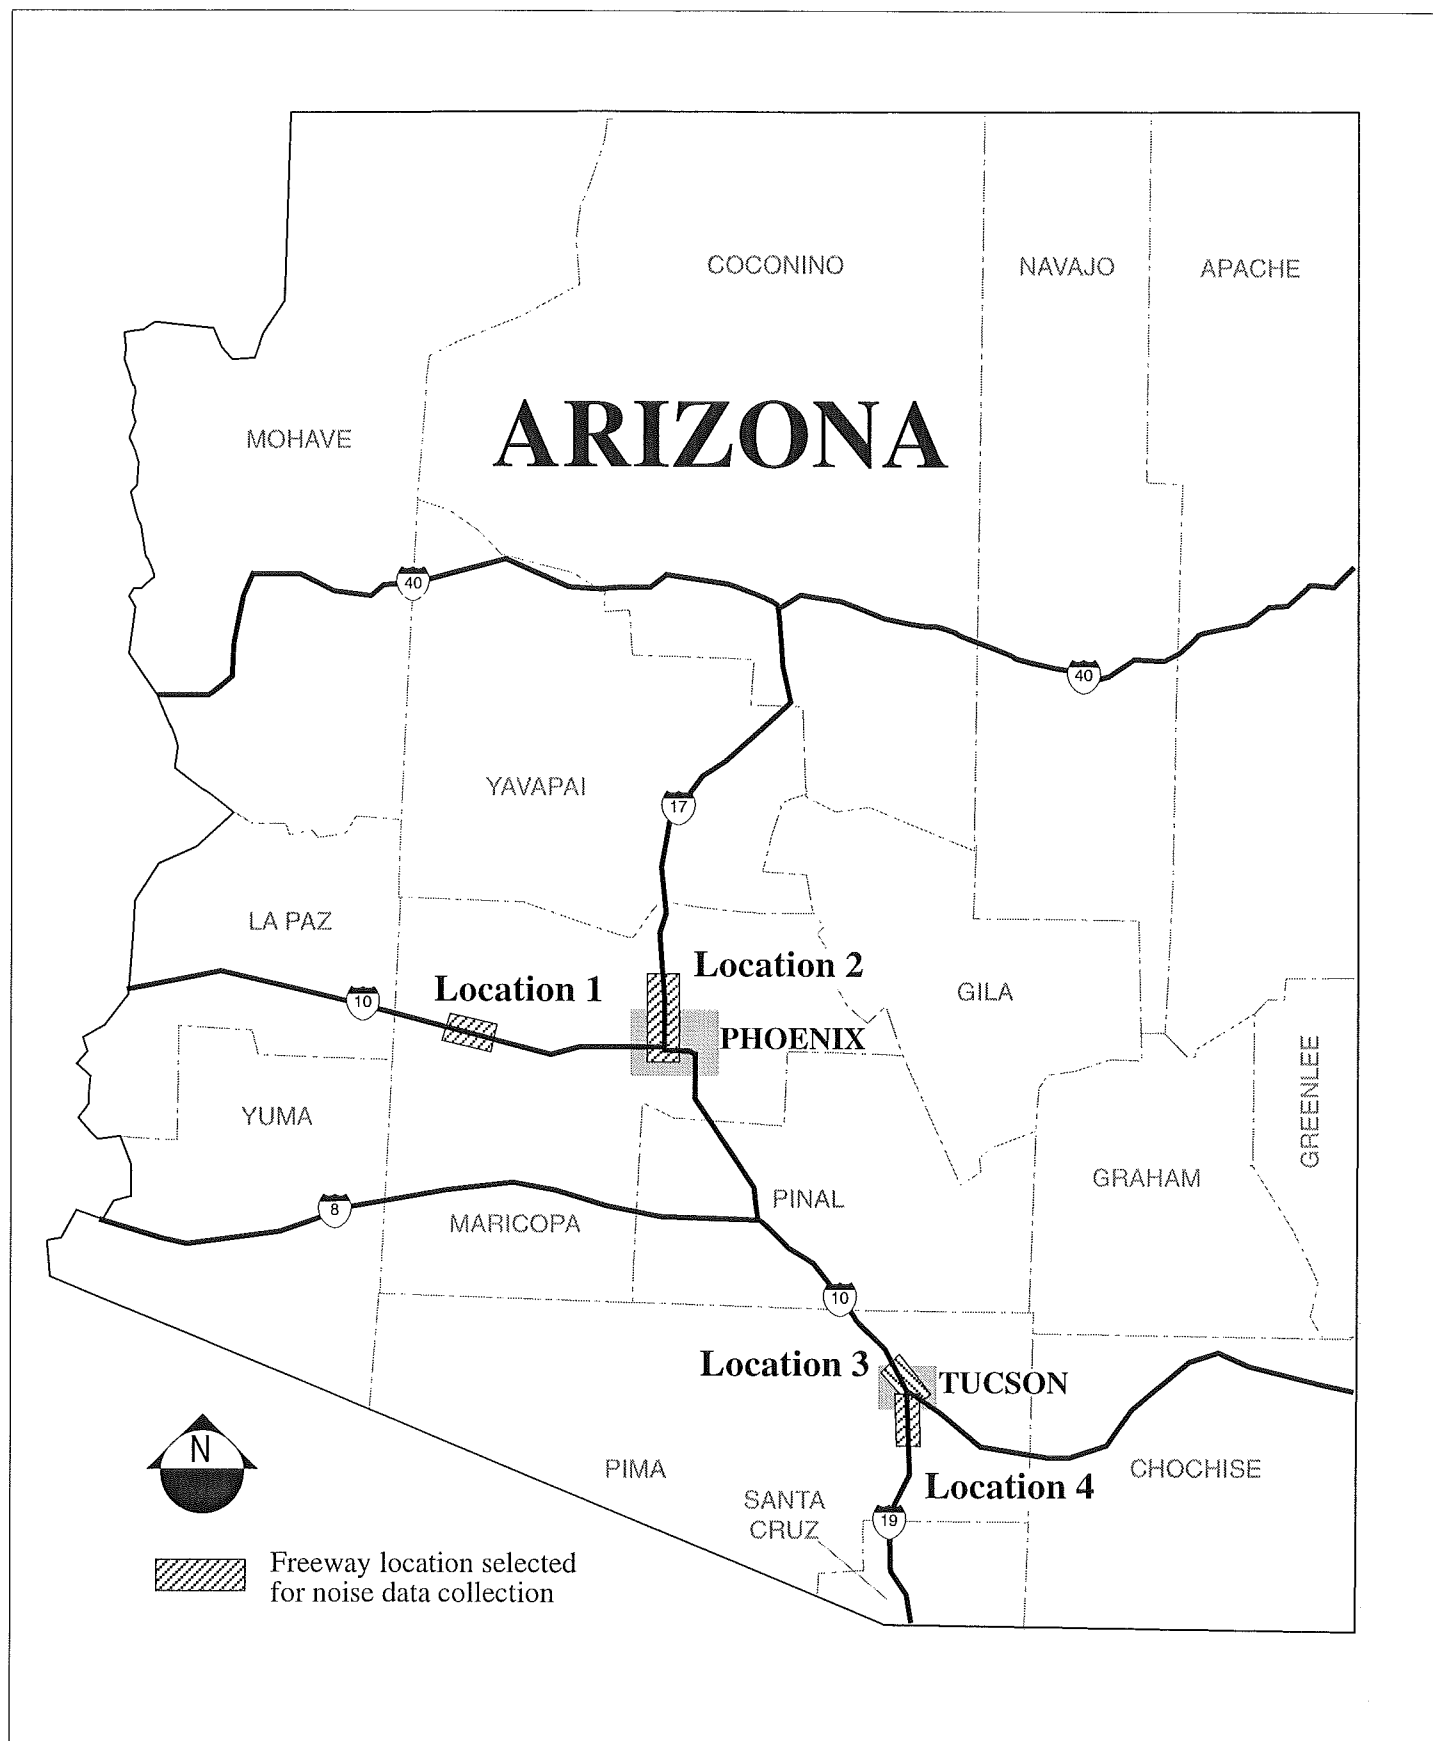 COCONINO
NAVAJO
APACHE
MOHAVE
ARIZONA
40
40
YAVAPAI
17
LA PAZ
Location 2
Location 1
GILA
10
PHOENIX
GREENLEE
YUMA
GRAHAM
PINAL
8
MARICOPA
10
Location 3
TUCSON
N
PIMA
CHOCHISE
Location 4
SANTA
CRUZ
19
Freeway location selected
for noise data collection